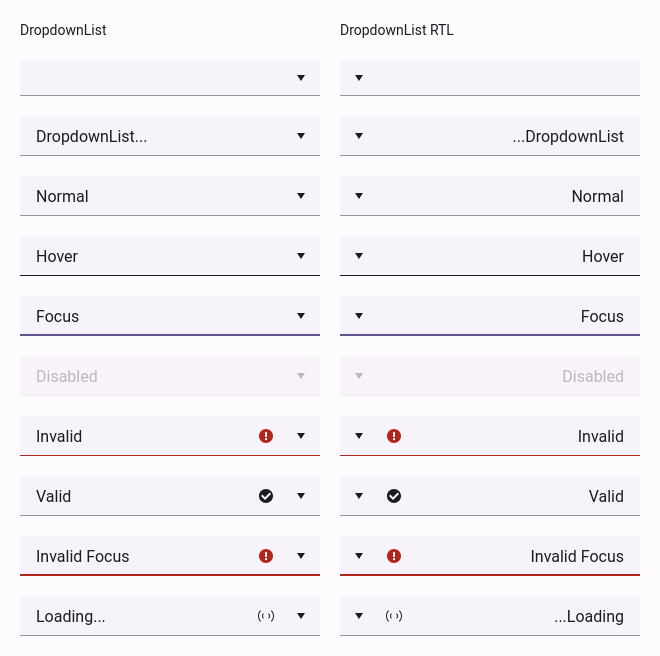 DropdownList
DropdownList RTL
DropdownList...
...DropdownList
Normal
Normal
Hover
Hover
Focus
Focus
Disabled
Disabled
Invalid
Invalid
Valid
Valid
Invalid Focus
Invalid Focus
Loading...
...Loading